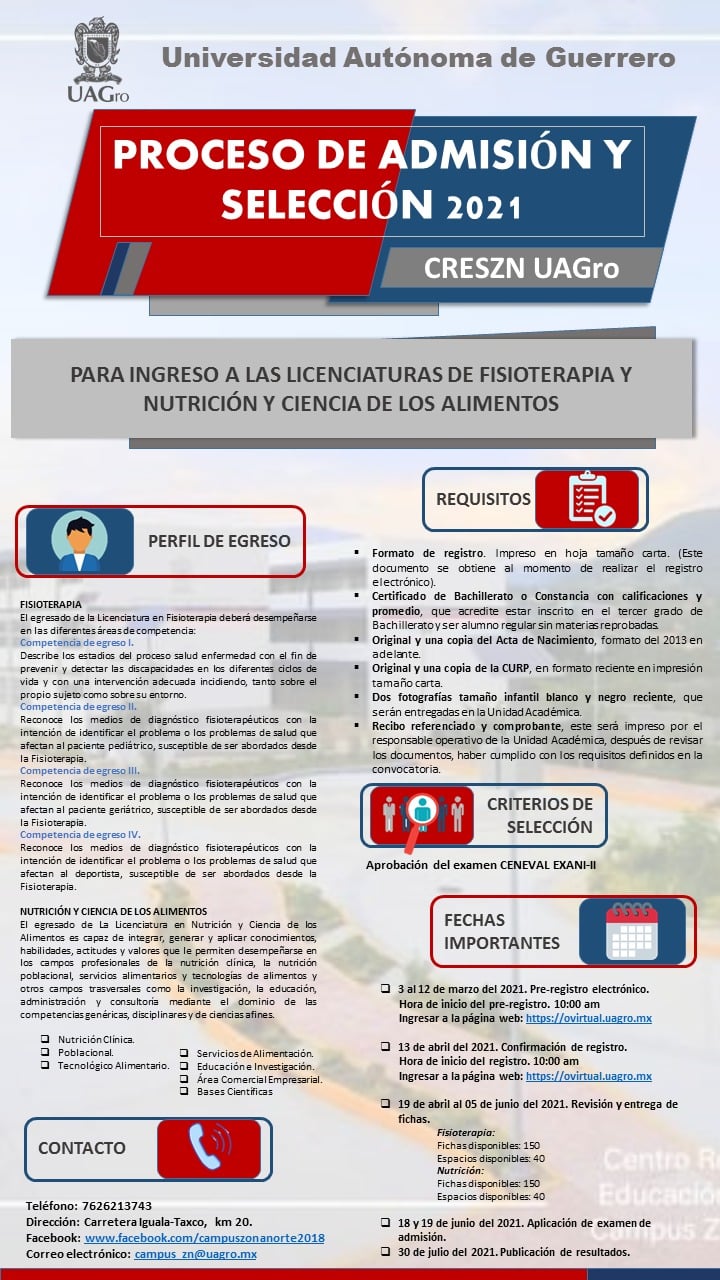 UAGro
Universidad Autónoma de Guerrero
PROCESO DE ADMISIÓN Y
SELECCIÓN 2021
CRESZN UAGro
PARA INGRESO A LAS LICENCIATURAS DE FISIOTERAPIA Y
NUTRICIÓN Y CIENCIA DE LOS ALIMENTOS
PERFIL DE EGRESO
FISIOTERAPIA
El egresado de la Licenciatura en Fisioterapia deberá desempeñarse
en las diferentes áreas de competencia:
Competencia de egreso I.
Describe los estadios del proceso salud enfermedad con el fin de
prevenir y detectar las discapacidades en los diferentes ciclos de
vida y con una intervención adecuada incidiendo, tanto sobre el
propio sujeto como sobre su entorno.
Competencia de egreso II.
Reconoce los medios de diagnóstico fisioterapéuticos con la
intención de identificar el problema o los problemas de salud que
afectan al paciente pediátrico, susceptible de ser abordados desde
la Fisioterapia.
Competencia de egreso III.
Reconoce los medios de diagnóstico fisioterapéuticos con la
intención de identificar el problema o los problemas de salud que
afectan al paciente geriátrico, susceptible de ser abordados desde
la Fisioterapia.
Competencia de egreso IV.
Reconoce los medios de diagnóstico fisioterapéuticos con la
intención de identificar el problema o los problemas de salud que
afectan al deportista, susceptible de ser abordados desde la
Fisioterapia.
NUTRICIÓN Y CIENCIA DE LOS ALIMENTOS
El egresado de La Licenciatura en Nutrición y Ciencia de los
Alimentos es capaz de integrar, generar y aplicar conocimientos,
habilidades, actitudes y valores que le permiten desempeñarse en
los campos profesionales de la nutrición clínica, la nutrición
poblacional, servicios alimentarios y tecnologías de alimentos y
otros campos trasversales como la investigación, la educación,
administración y consultoría mediante el dominio de las
competencias genéricas, disciplinares y de ciencias afines.
❑ Nutrición Clínica.
❑ Poblacional.
❑ Tecnológico Alimentario.
❑ Servicios de Alimentación.
❑ Educación e Investigación.
❑ Área Comercial Empresarial.
❑ Bases Científicas
CONTACTO
Teléfono: 7626213743
Dirección: Carretera Iguala-Taxco, km 20.
Facebook: www.facebook.com/campuszonanorte2018
Correo electrónico: campus_zn@uagro.mx
REQUISITOS
▪ Formato de registro. Impreso en hoja tamaño carta. (Este
documento se obtiene al momento de realizar el registro
electrónico).
▪ Certificado de Bachillerato o Constancia con calificaciones y
promedio, que acredite estar inscrito en el tercer grado de
Bachillerato y ser alumno regular sin materias reprobadas.
▪ Original y una copia del Acta de Nacimiento, formato del 2013 en
adelante.
▪ Original y una copia de la CURP, en formato reciente en impresión
tamaño carta.
▪ Dos fotografías tamaño infantil blanco y negro reciente, que
serán entregadas en la Unidad Académica.
▪ Recibo referenciado y comprobante, este será impreso por el
responsable operativo de la Unidad Académica, después de revisar
los documentos, haber cumplido con los requisitos definidos en la
convocatoria.
CRITERIOS DE
SELECCIÓN
Aprobación del examen CENEVAL EXANI-II
FECHAS
IMPORTANTES
❑ 3 al 12 de marzo del 2021. Pre-registro electrónico.
Hora de inicio del pre-registro. 10:00 am
Ingresar a la página web: https://ovirtual.uagro.mx
❑ 13 de abril del 2021. Confirmación de registro.
Hora de inicio del registro. 10:00 am
Ingresar a la página web: https://ovirtual.uagro.mx
❑ 19 de abril al 05 de junio del 2021. Revisión y entrega de
fichas.
Fisioterapia:
Fichas disponibles: 150
Espacios disponibles: 40
Nutrición:
Fichas disponibles: 150
Espacios disponibles: 40
❑ 18 y 19 de junio del 2021. Aplicación de examen de
admisión.
❑ 30 de julio del 2021. Publicación de resultados.
Centro Re
Educación
Campus Z